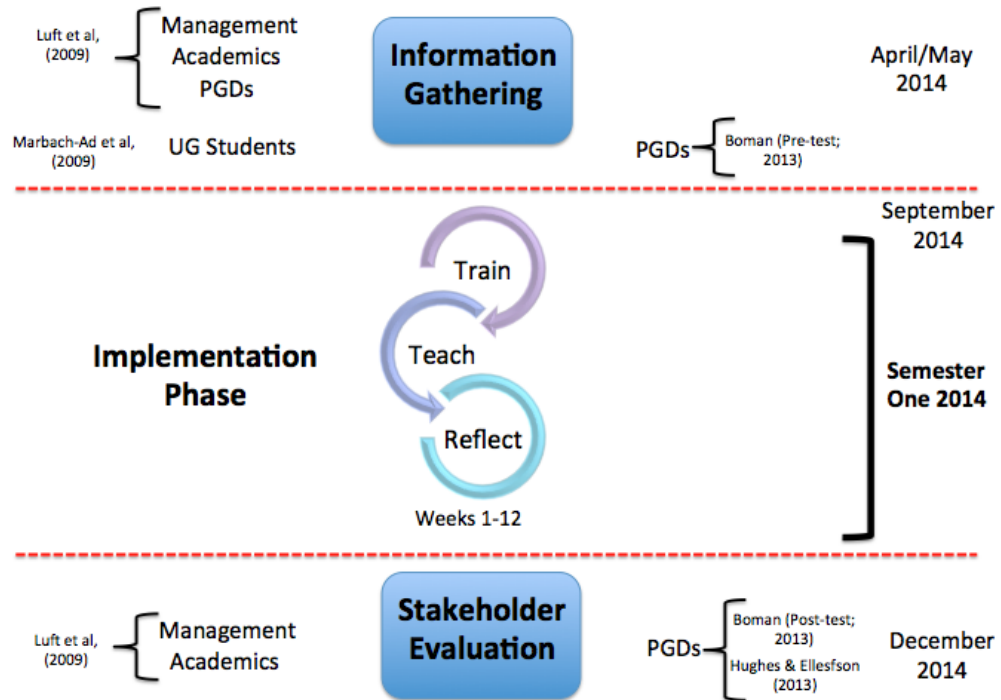 Luft et al,
(2009)
Management
Academics
PGDs
Marbach-Ad et al,
(2009)
UG Students
Information
Gathering
PGDs
Boman (Pre-test;
2013)
April/May
2014
September
2014
Implementation
Phase
Train
Teach
Reflect
Weeks 1-12
Semester
One 2014
Luft et al,
(2009)
Management
Academics
Stakeholder
Evaluation
PGDs
Boman (Post-test;
2013)
Hughes & Ellesfson
(2013)
December
2014